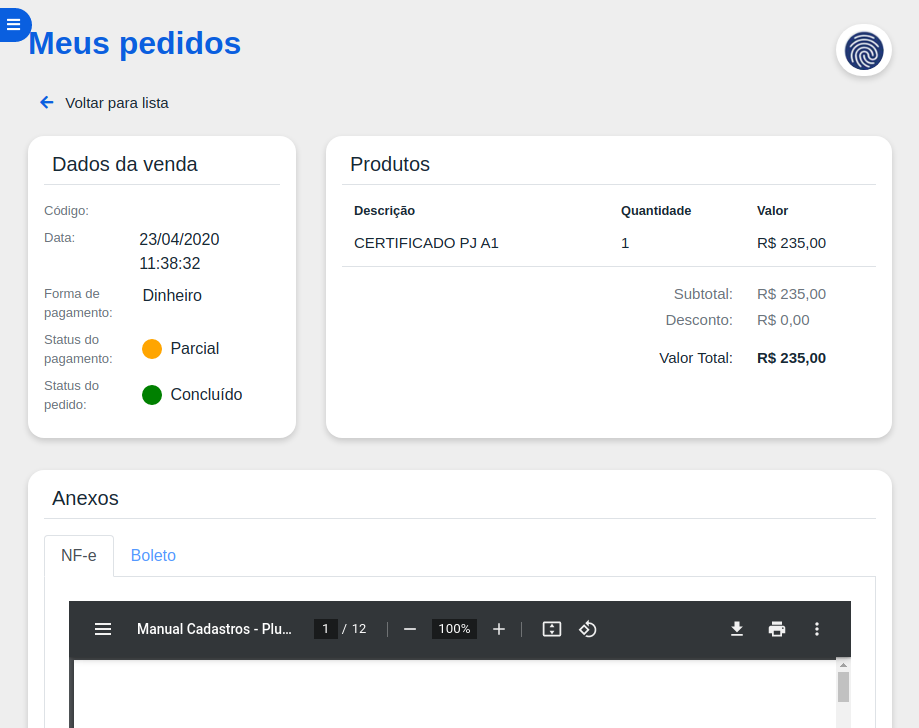 Meus pedidos
Voltar para lista
Dados da venda
Código:
Data: 23/04/2020
11:38:32
Forma de
pagamento: Dinheiro
Status do
pagamento: Parcial
Status do
pedido: Concluído
Produtos
Descrição Quantidade Valor
CERTIFICADO PJ A1 1 R$ 235,00
Subtotal: R$ 235,00
Desconto: R$ 0,00
Valor Total: R$ 235,00
Anexos
NF-e Boleto
Manual Cadastros - Plu... 1 / 12 100%